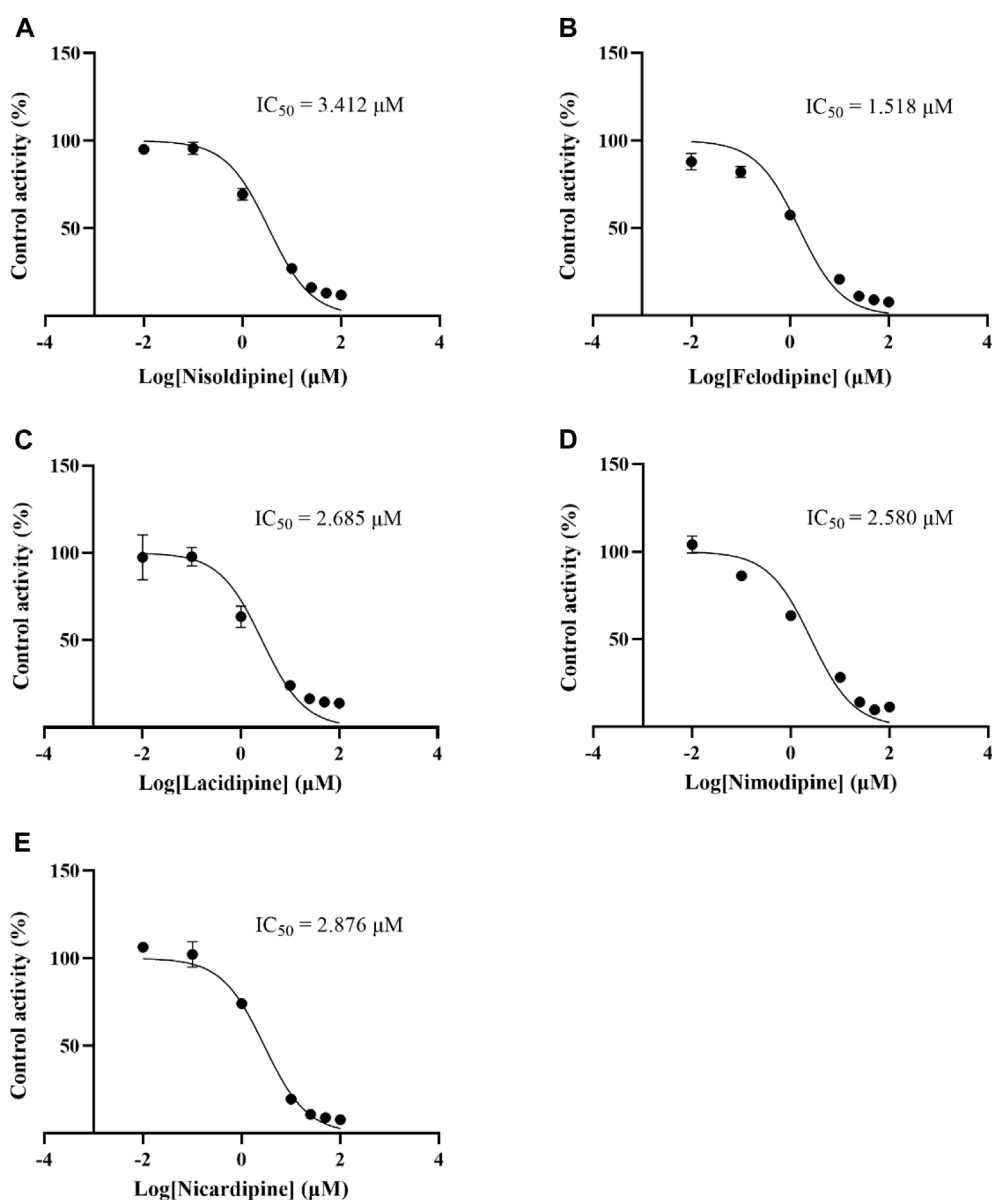 A
150
100
50
Control activity (%)
IC50 = 3.412 µM
-4 -2 0 2 4
Log[Nisoldipine] (µM)
B
150
100
50
Control activity (%)
IC50 = 1.518 µM
-4 -2 0 2 4
Log[Felodipine] (µM)
C
150
100
50
Control activity (%)
IC50 = 2.685 µM
-4 -2 0 2 4
Log[Lacidipine] (µM)
D
150
100
50
Control activity (%)
IC50 = 2.580 µM
-4 -2 0 2 4
Log[Nimodipine] (µM)
E
150
100
50
Control activity (%)
IC50 = 2.876 µM
-4 -2 0 2 4
Log[Nicardipine] (µM)